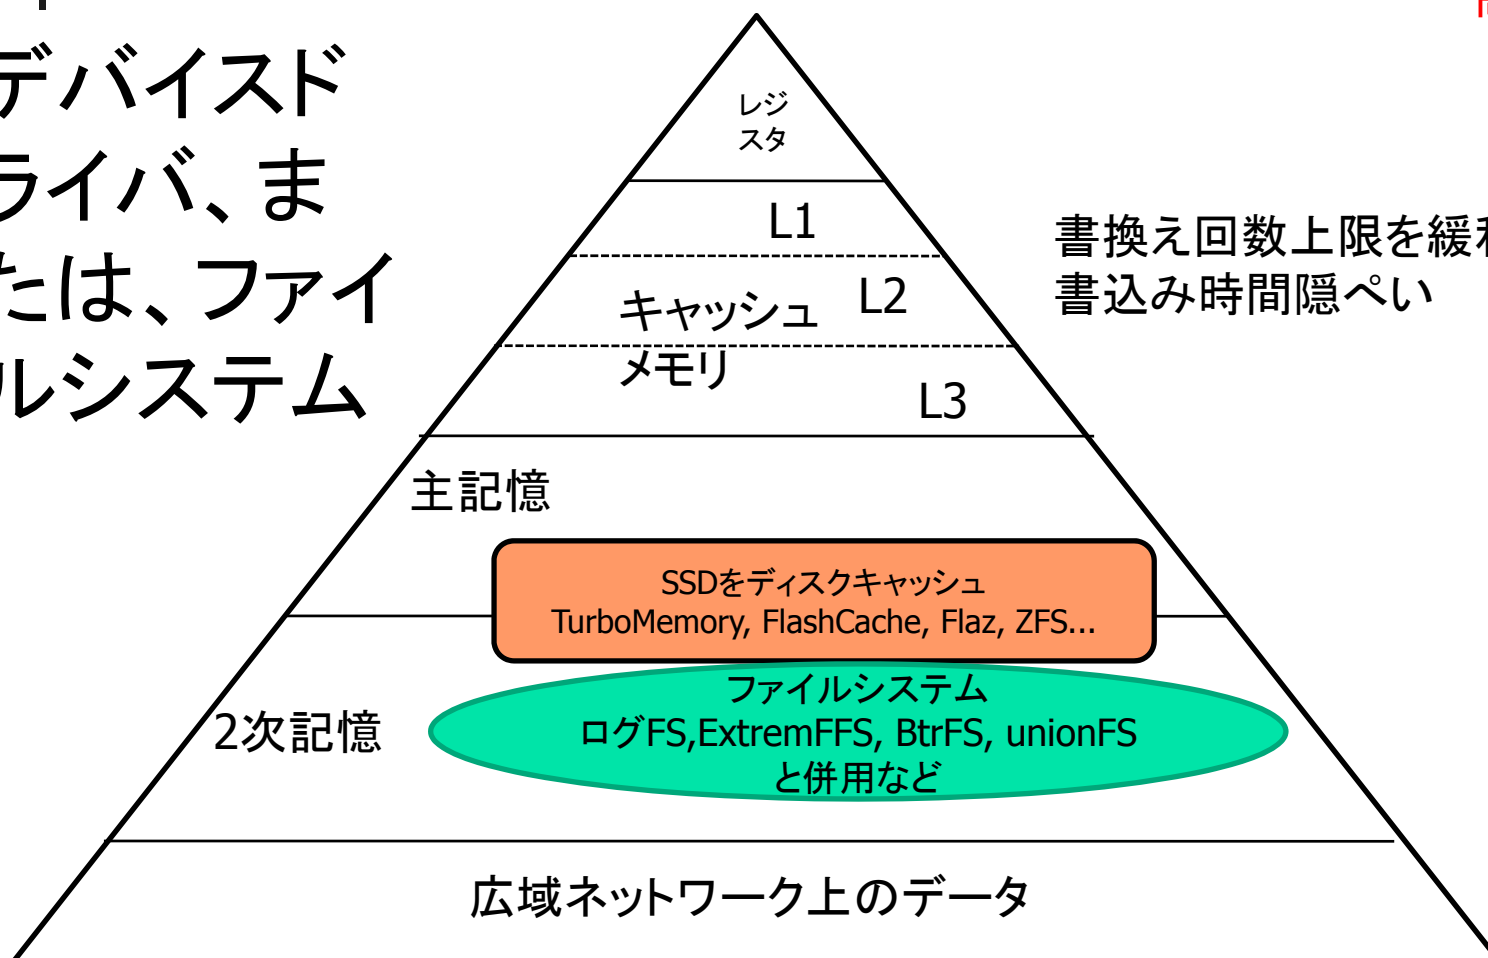 デバイスド
ライバ、ま
たは、ファイ
ルシステム
レジ
スタ
L1
L2
キャッシュ
メモリ
L3
書換え回数上限を緩和
書込み時間隠ぺい
主記憶
SSDをディスクキャッシュ
TurboMemory, FlashCache, Flaz, ZFS...
2次記憶
ファイルシステム
ログFS,ExtremFFS, BtrFS, unionFS
と併用など
広域ネットワーク上のデータ